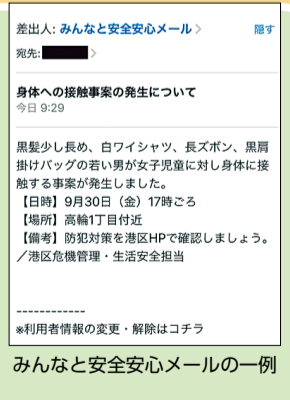 差出人: みんなと安全安心メール 隠す
宛先:
身体への接触事案の発生について
今日 9:29
黒髪少し長め、白ワイシャツ、長ズボン、黒肩
掛けバッグの若い男が女子児童に対し身体に接
触する事案が発生しました。
【日時】9月30日（金）17時ごろ
【場所】高輪1丁目付近
【備考】防犯対策を港区HPで確認しましょう。
／港区危機管理・生活安全担当
------------
※利用者情報の変更・解除はコチラ
みんなと安全安心メールの一例